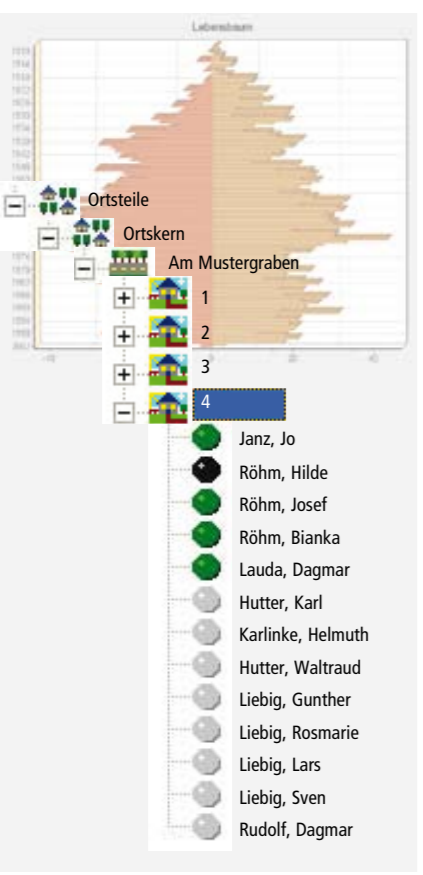 Lebensbaum
Ortsteile
Ortskern
Am Mustergraben
1
2
3
4
Janz, Jo
Röhm, Hilde
Röhm, Josef
Röhm, Bianka
Lauda, Dagmar
Hutter, Karl
Karlinke, Helmuth
Hutter, Waltraud
Liebig, Gunther
Liebig, Rosmarie
Liebig, Lars
Liebig, Sven
Rudolf, Dagmar